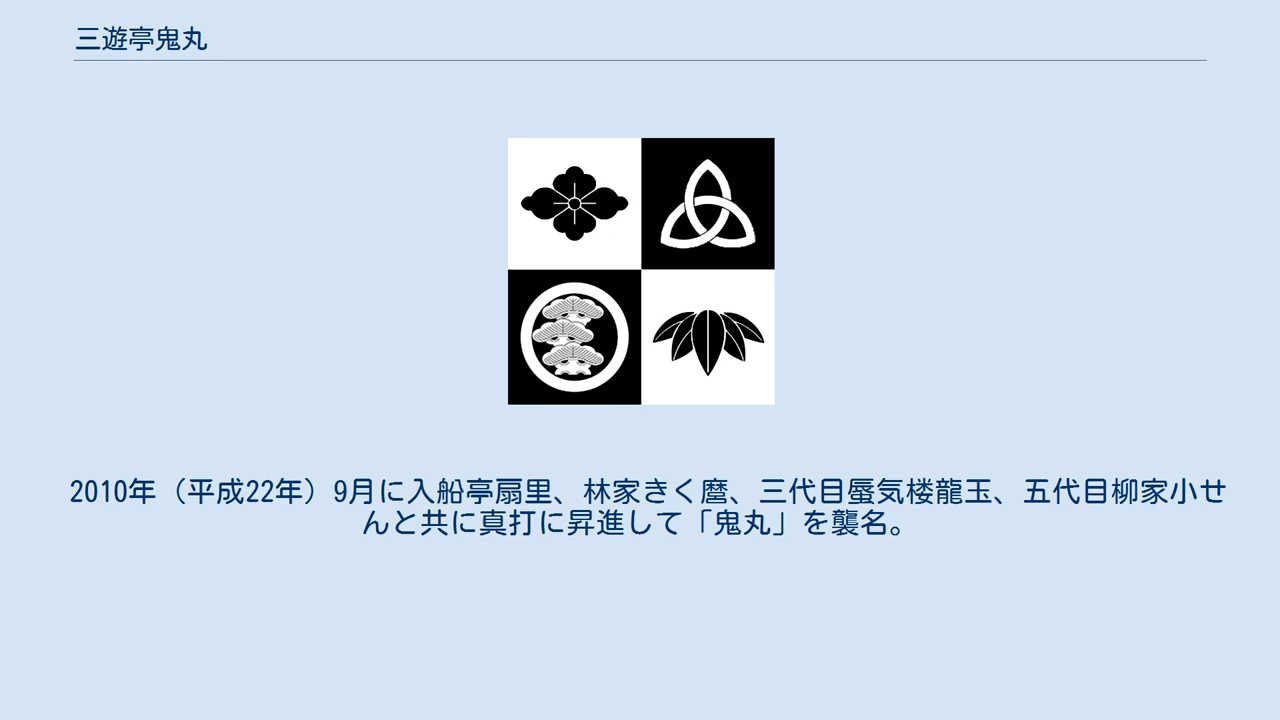 三遊亭鬼丸
2010年（平成22年）9月に入船亭扇里、林家きく麿、三代目蜃気楼龍玉、五代目柳家小せ
んと共に真打に昇進して「鬼丸」を襲名。